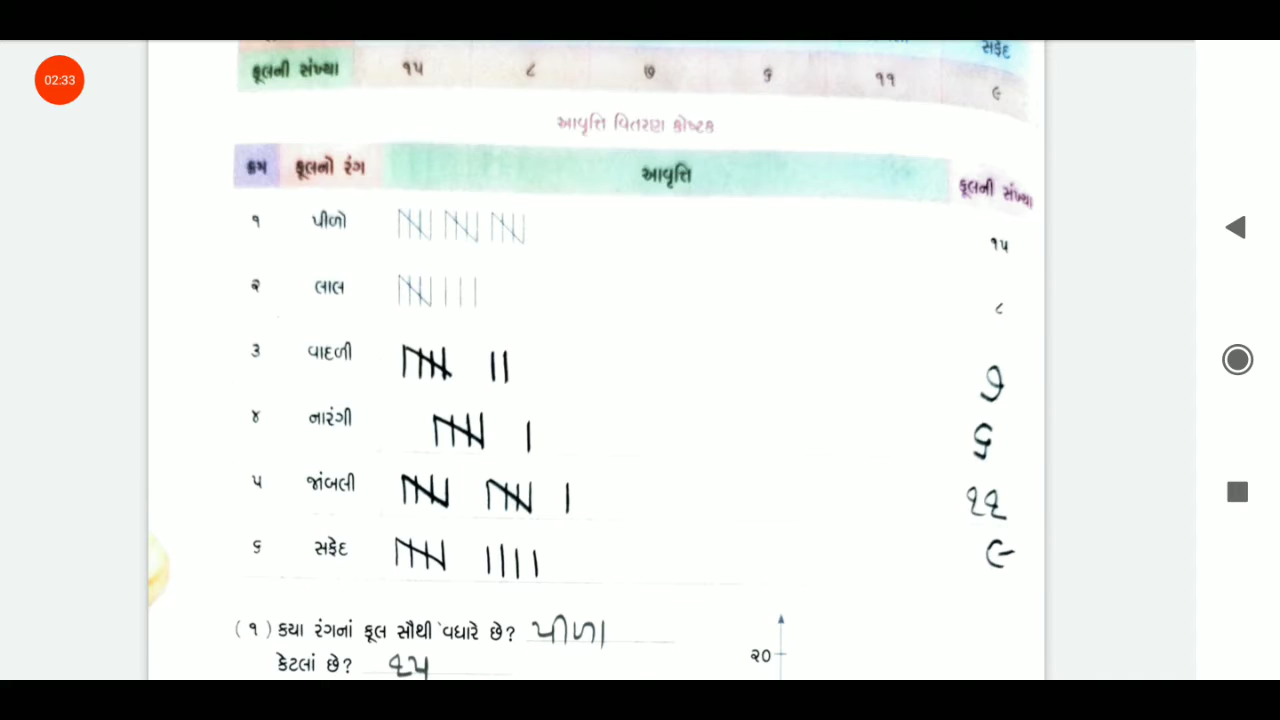 02:33
સફેદ
ફૂલની સંખ્યા ૧૫ ૮ ૭ ૬ ૧૧ ૯
આવૃત્તિ વિતરણ કોષ્ટક
ક્રમ ફૂલનો રંગ આવૃત્તિ ફૂલની સંખ્યા
૧ પીળો ૧૫
૨ લાલ ૮
૩ વાદળી ૭
૪ નારંગી ૬
૫ જાંબલી ૧૧
૬ સફેદ ૯
(૧) કયા રંગનાં ફૂલ સૌથી વધારે છે? પીળા
કેટલાં છે? ૧૫
૨૦